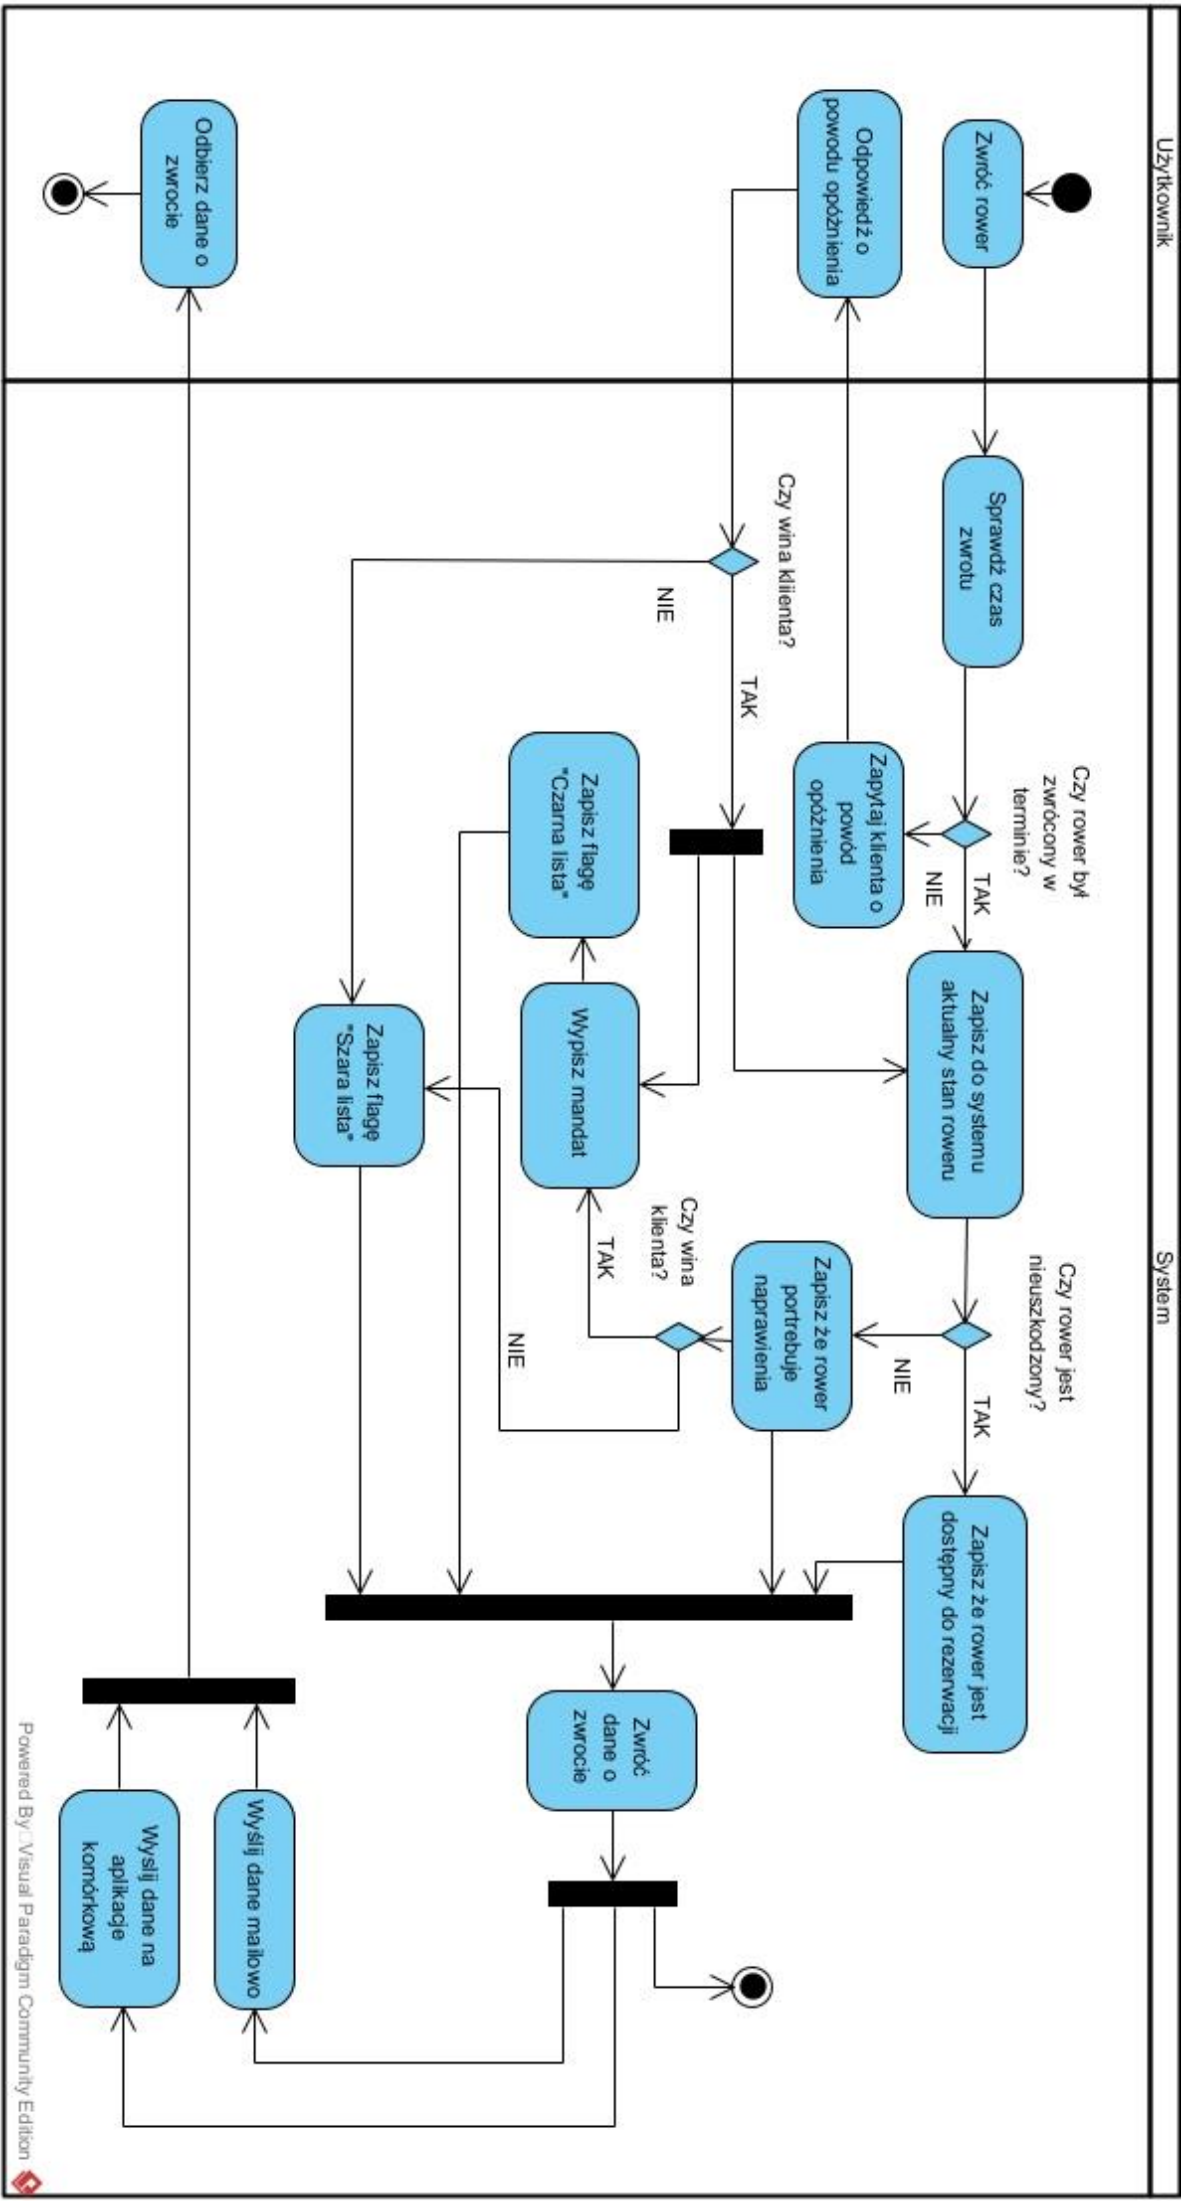 Użytkownik
System
Zwróć rower
Sprawdź czas
zwrotu
Czy rower był
zwrócony w
terminie?
TAK
NIE
Zapisz do systemu
aktualny stan roweru
Czy rower jest
nieuszkodzony?
TAK
NIE
Zapisz że rower jest
dostępny do rezerwacji
Odpowiedź o
powodu opóźnienia
Zapytaj klienta o
powód
opóźnienia
Zapisz że rower
portrebuje
naprawienia
Czy wina kliienta?
TAK
NIE
Czy wina
klienta?
TAK
NIE
Zapisz flagę
"Czarna lista"
Wypisz mandat
Zwróć
dane o
zwrocie
Zapisz flagę
"Szara lista"
Odbierz dane o
zwrocie
Wyślij dane mailowo
Wyslij dane na
aplikacje
komórkową
Powered By Visual Paradigm Community Edition